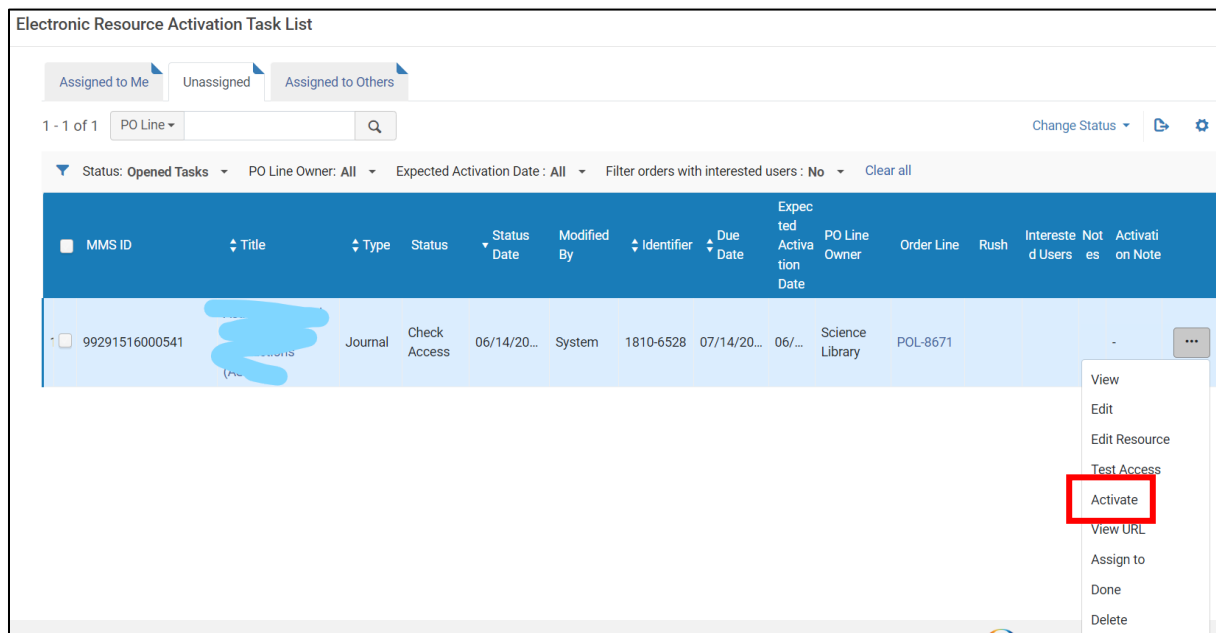 Electronic Resource Activation Task List
Assigned to Me Unassigned Assigned to Others
1 - 1 of 1 PO Line Change Status
Status: Opened Tasks PO Line Owner: All Expected Activation Date : All Filter orders with interested users : No Clear all
MMS ID Title Type Status Status Date Modified By Identifier Due Date Expec ted Activa tion Date PO Line Owner Order Line Rush Intereste d Users Not es Activati on Note
99291516000541 Journal Check Access 06/14/20... System 1810-6528 07/14/20... 06/... Science Library POL-8671 - ...
View
Edit
Edit Resource
Test Access
Activate
View URL
Assign to
Done
Delete